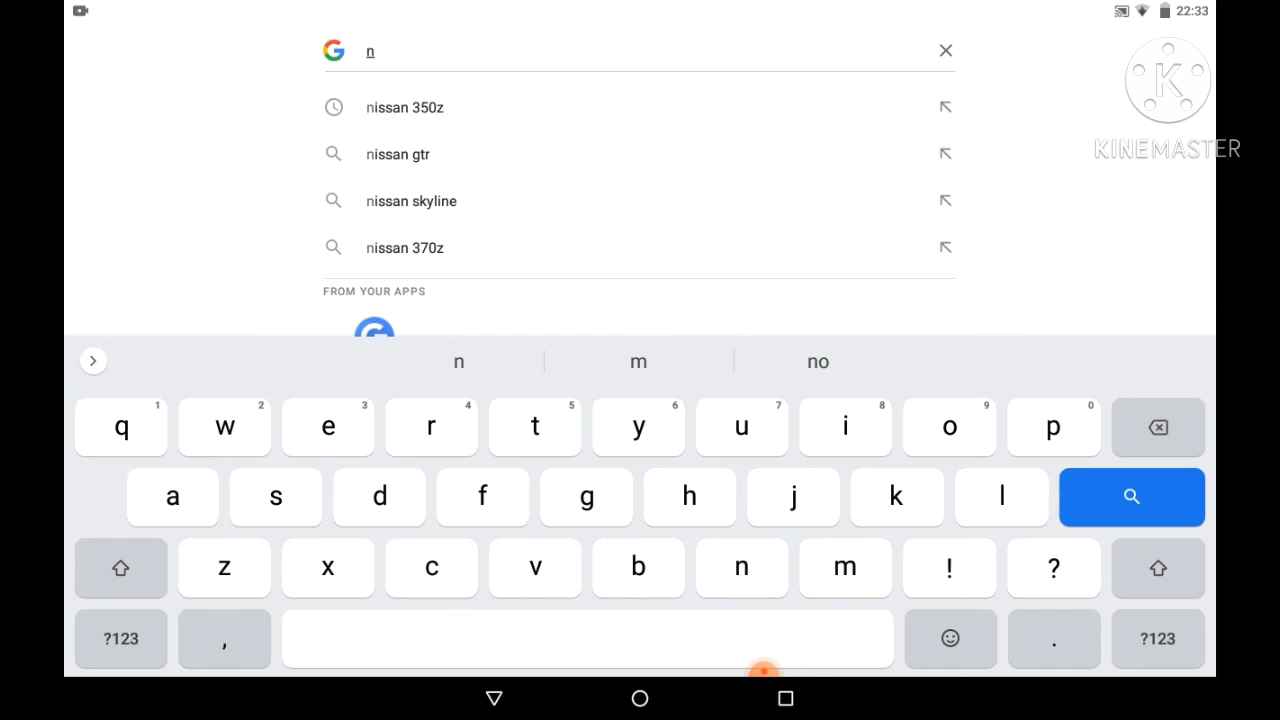 22:33
n
nissan 350z
nissan gtr
nissan skyline
nissan 370z
FROM YOUR APPS
K
KINEMASTER
n m no
1 2 3 4 5 6 7 8 9 0
q w e r t y u i o p
a s d f g h j k l
z x c v b n m ! ?
?123 , . ?123